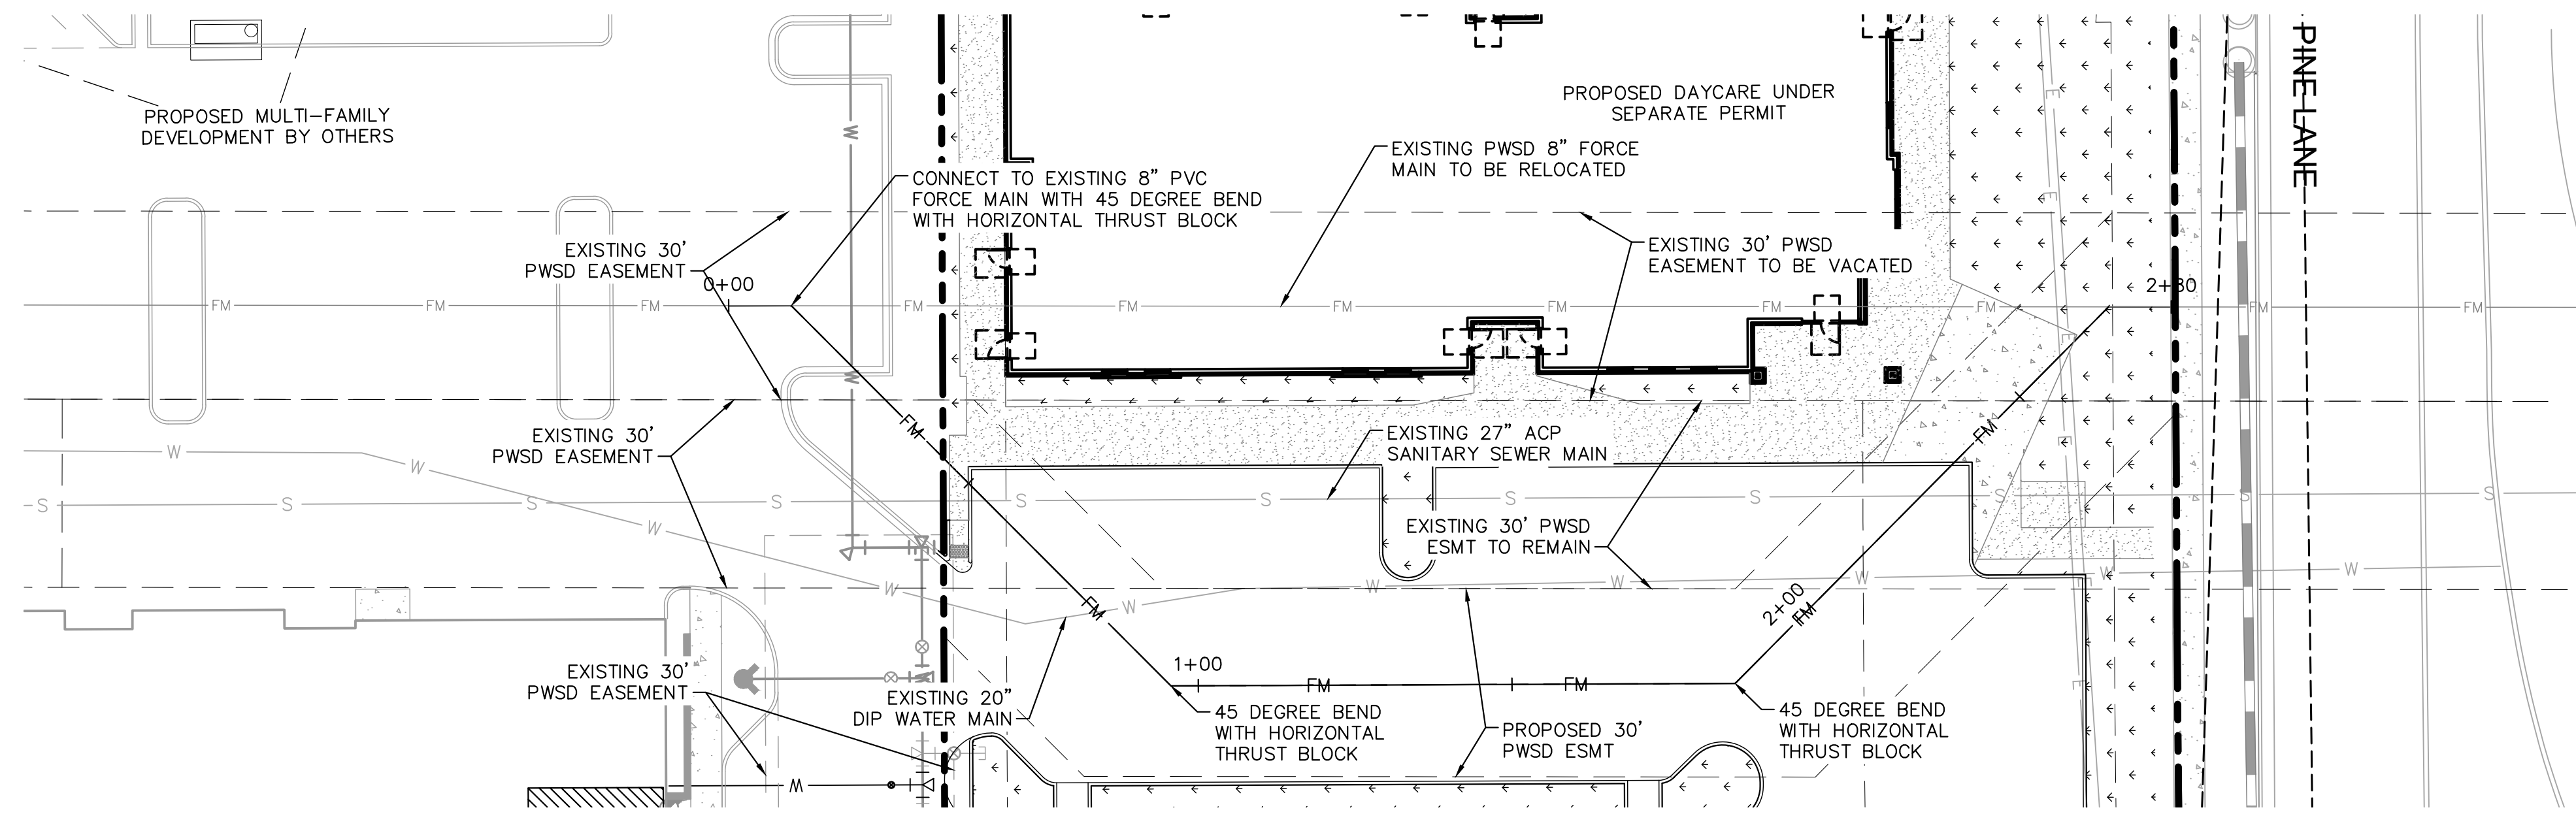 PROPOSED MULTI-FAMILY
DEVELOPMENT BY OTHERS
PROPOSED DAYCARE UNDER
SEPARATE PERMIT
PINE LANE
EXISTING PWSD 8" FORCE
MAIN TO BE RELOCATED
CONNECT TO EXISTING 8" PVC
FORCE MAIN WITH 45 DEGREE BEND
WITH HORIZONTAL THRUST BLOCK
EXISTING 30'
PWSD EASEMENT
EXISTING 30' PWSD
EASEMENT TO BE VACATED
0+00
2+80
FM FM FM FM FM FM FM FM FM FM FM
EXISTING 30'
PWSD EASEMENT
EXISTING 27" ACP
SANITARY SEWER MAIN
FM
FM
W
W
W
W
E
E
E
E
W W W W W W W W W W
S S S S S S S S S S S
EXISTING 30' PWSD
ESMT TO REMAIN
FM
2+00
FM
EXISTING 30'
PWSD EASEMENT
1+00
FM FM
EXISTING 20"
DIP WATER MAIN
45 DEGREE BEND
WITH HORIZONTAL
THRUST BLOCK
PROPOSED 30'
PWSD ESMT
45 DEGREE BEND
WITH HORIZONTAL
THRUST BLOCK
E
E
W